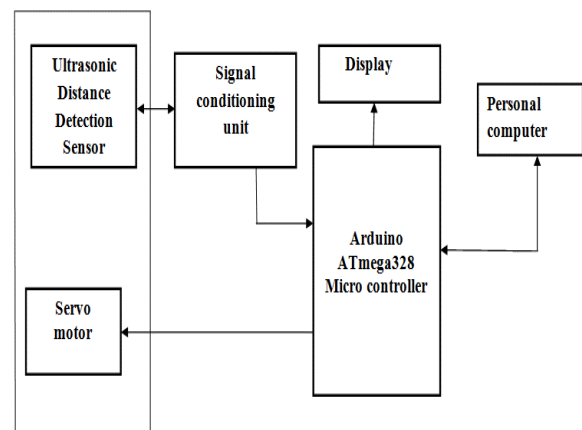 Ultrasonic
Distance
Detection
Sensor
Signal
conditioning
unit
Display
Personal
computer
Arduino
ATmega328
Micro controller
Servo
motor